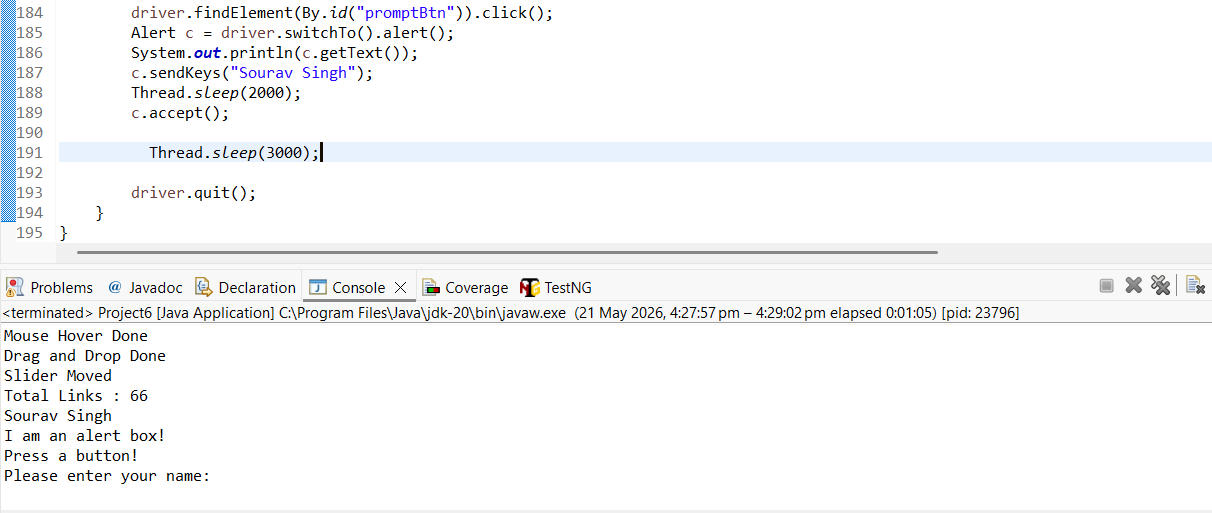 184 driver.findElement(By.id("promptBtn")).click();
185 Alert c = driver.switchTo().alert();
186 System.out.println(c.getText());
187 c.sendKeys("Sourav Singh");
188 Thread.sleep(2000);
189 c.accept();
190
191 Thread.sleep(3000);
192
193 driver.quit();
194 }
195 }
Problems @ Javadoc Declaration Console Coverage TestNG
<terminated> Project6 [Java Application] C:\Program Files\Java\jdk-20\bin\javaw.exe (21 May 2026, 4:27:57 pm – 4:29:02 pm elapsed 0:01:05) [pid: 23796]
Mouse Hover Done
Drag and Drop Done
Slider Moved
Total Links : 66
Sourav Singh
I am an alert box!
Press a button!
Please enter your name: